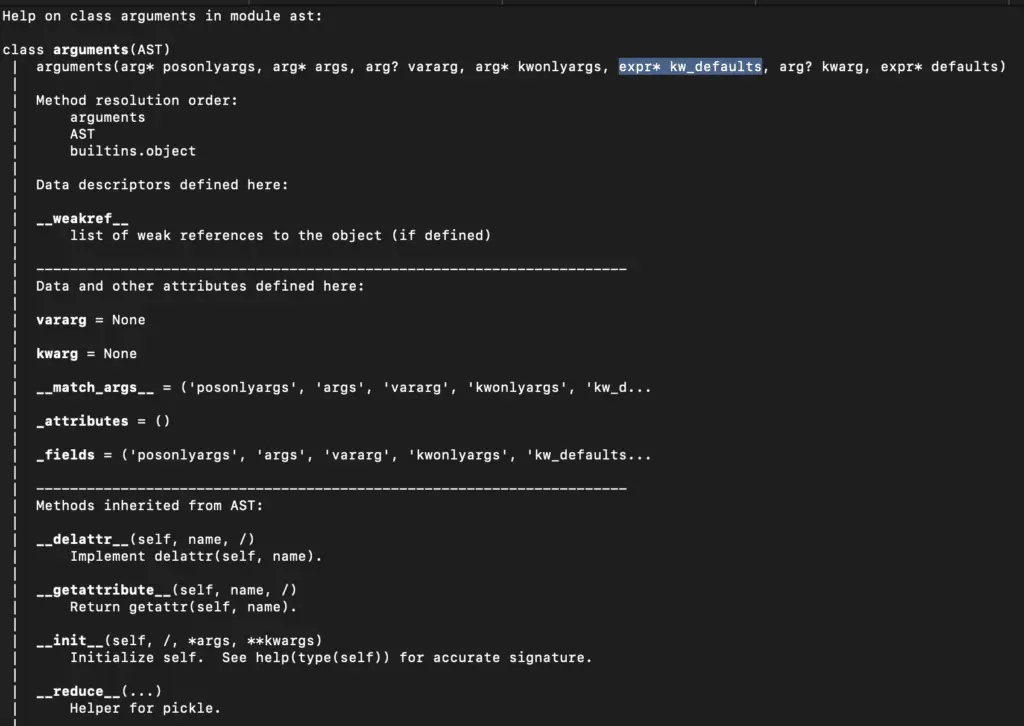 Help on class arguments in module ast:
class arguments(AST)
| arguments(arg* posonlyargs, arg* args, arg? vararg, arg* kwonlyargs, expr* kw_defaults, arg? kwarg, expr* defaults)
|
| Method resolution order:
| arguments
| AST
| builtins.object
|
| Data descriptors defined here:
|
| __weakref__
| list of weak references to the object (if defined)
|
| ----------------------------------------------------------------------
| Data and other attributes defined here:
|
| vararg = None
|
| kwarg = None
|
| __match_args__ = ('posonlyargs', 'args', 'vararg', 'kwonlyargs', 'kw_d...
|
| _attributes = ()
|
| _fields = ('posonlyargs', 'args', 'vararg', 'kwonlyargs', 'kw_defaults...
|
| ----------------------------------------------------------------------
| Methods inherited from AST:
|
| __delattr__(self, name, /)
| Implement delattr(self, name).
|
| __getattribute__(self, name, /)
| Return getattr(self, name).
|
| __init__(self, /, *args, **kwargs)
| Initialize self. See help(type(self)) for accurate signature.
|
| __reduce__(...)
| Helper for pickle.
|